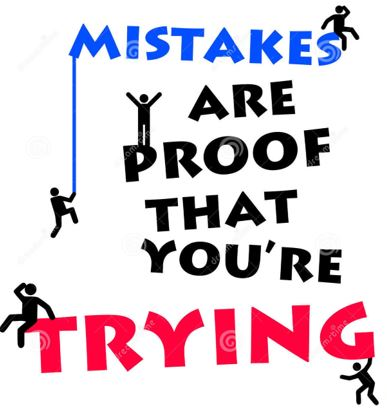 MISTAKES
ARE
PROOF
THAT
YOU'RE
TRYING